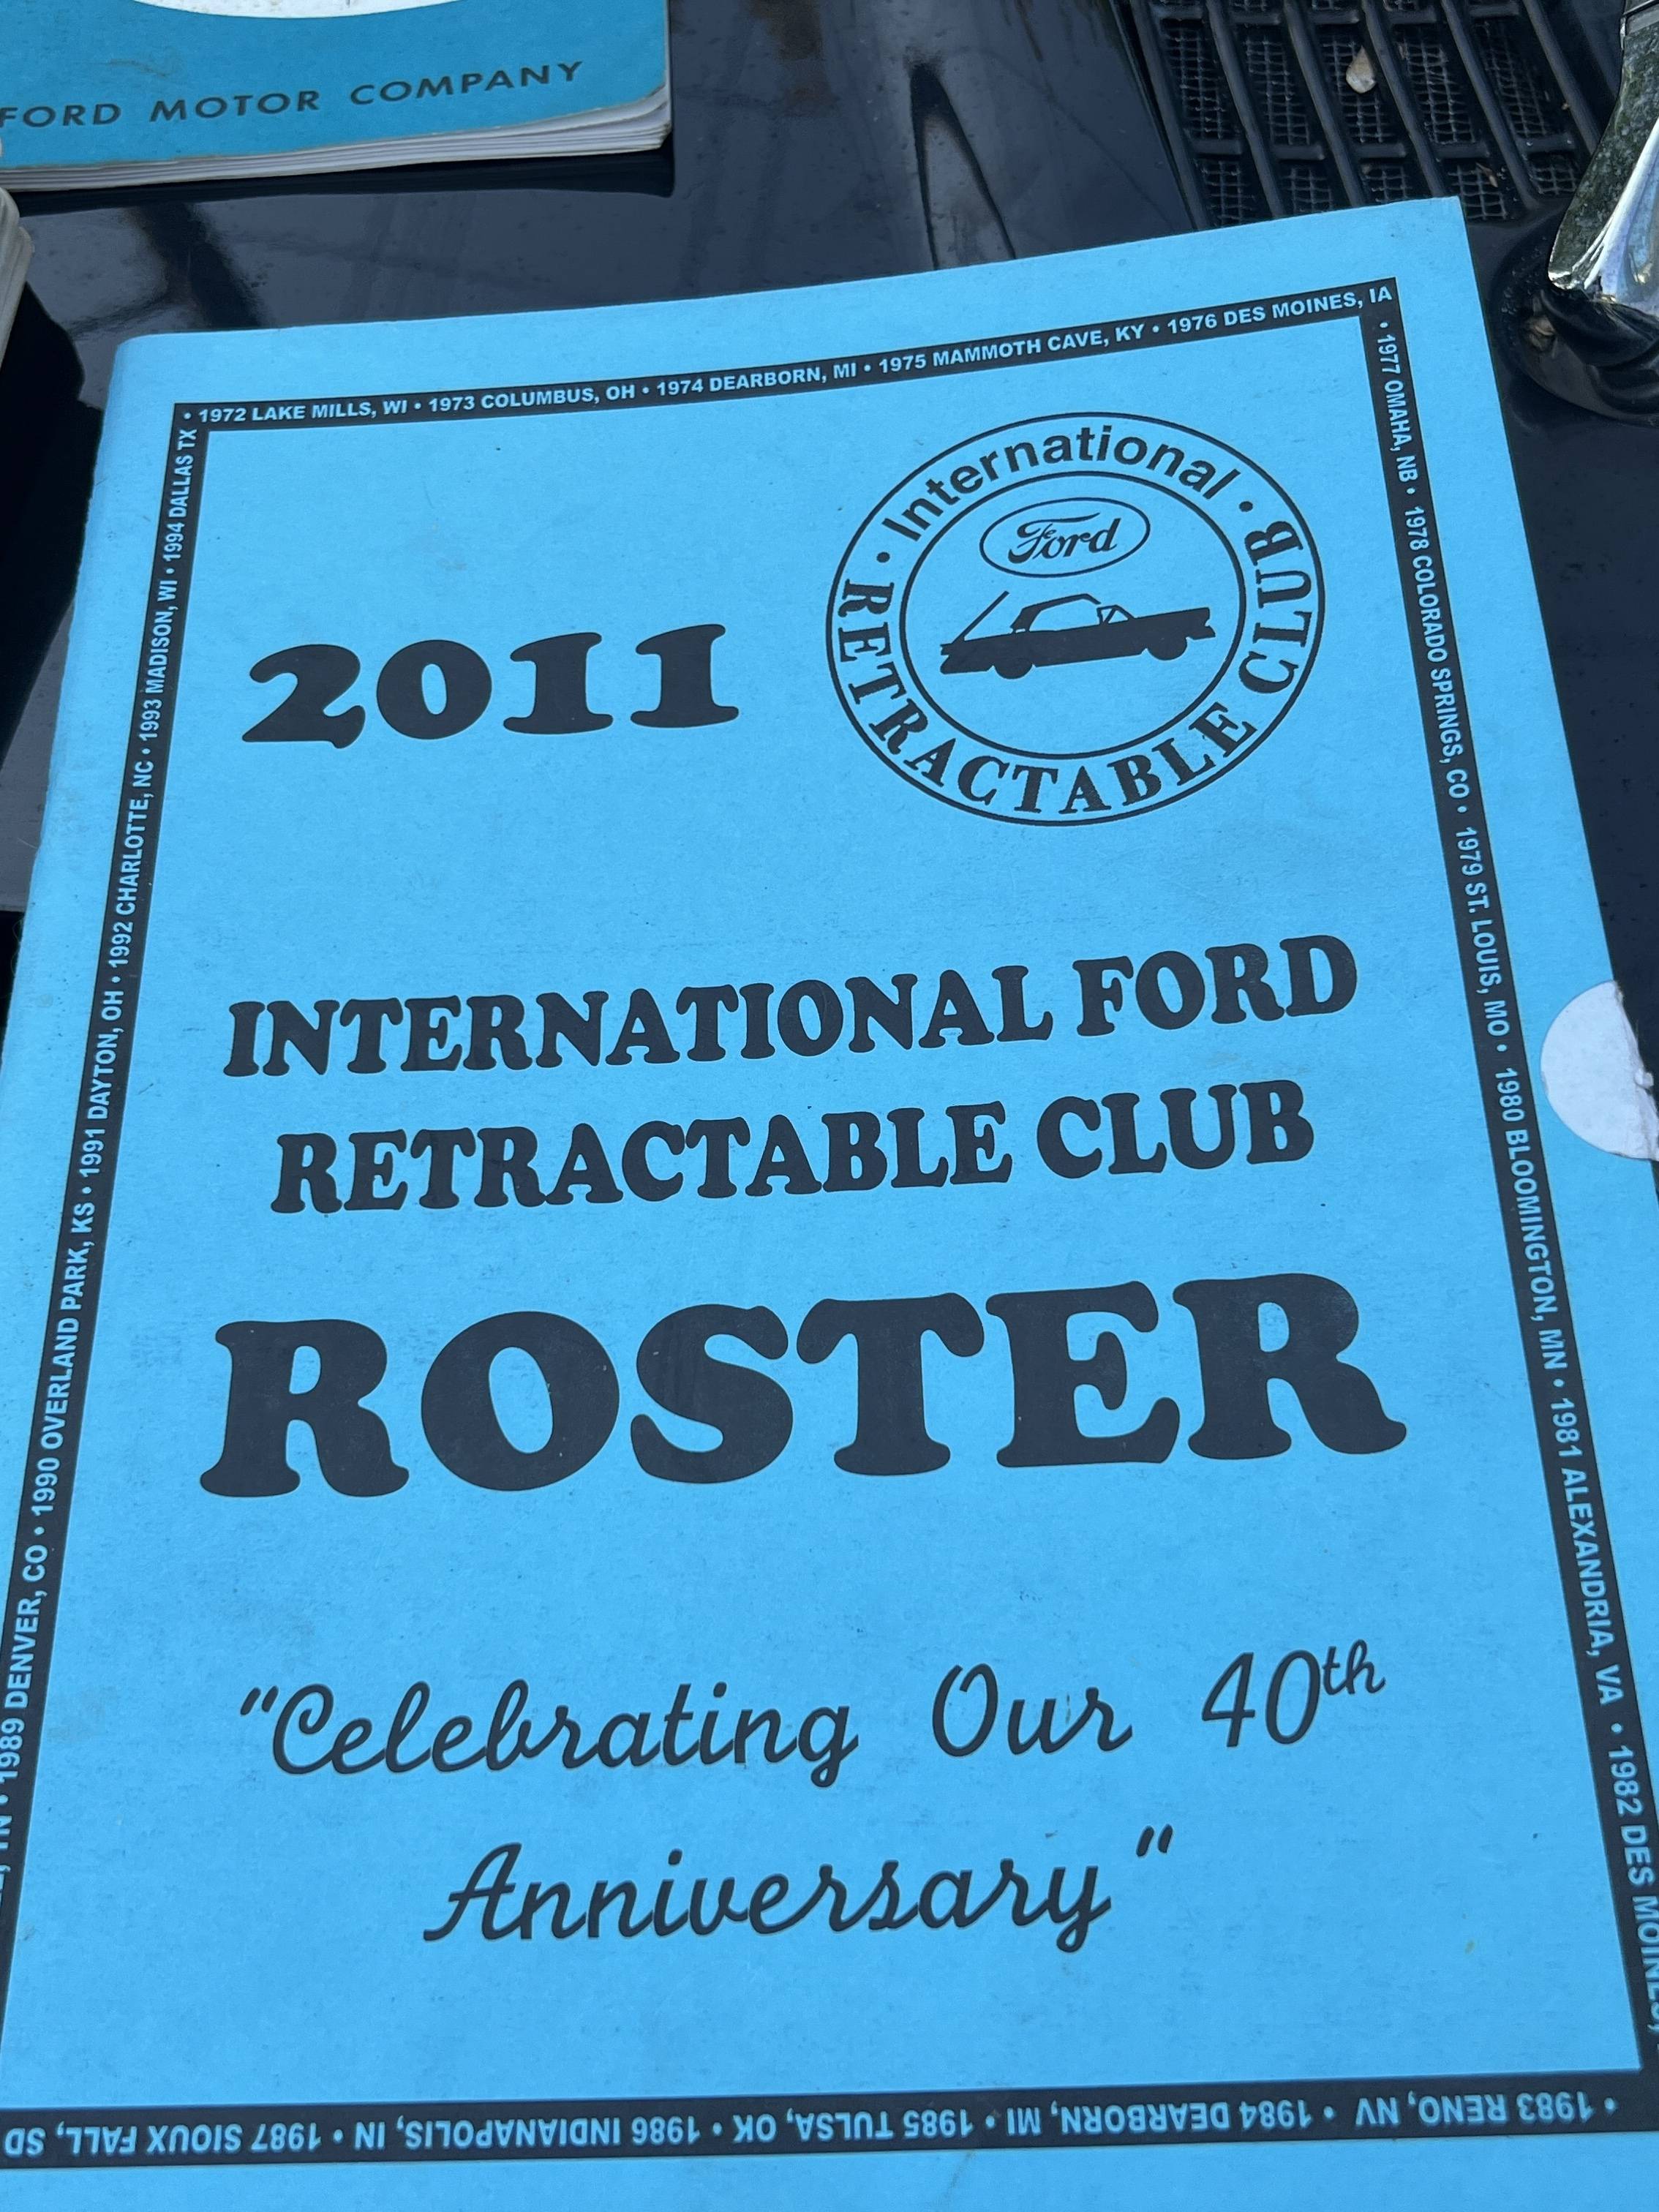 FORD MOTOR COMPANY
• 1972 LAKE MILLS, WI • 1973 COLUMBUS, OH • 1974 DEARBORN, MI • 1975 MAMMOTH CAVE, KY • 1976 DES MOINES, IA
• 1977 OMAHA, NB • 1978 COLORADO SPRINGS, CO • 1979 ST. LOUIS, MO • 1980 BLOOMINGTON, MN • 1981 ALEXANDRIA, VA • 1982 DES MOINES,
• 1983 RENO, NV • 1984 DEARBORN, MI • 1985 TULSA, OK • 1986 INDIANAPOLIS, IN • 1987 SIOUX FALL, SD
TN • 1989 DENVER, CO • 1990 OVERLAND PARK, KS • 1991 DAYTON, OH • 1992 CHARLOTTE, NC • 1993 MADISON, WI • 1994 DALLAS TX
2011
• International •
Ford
RETRACTABLE CLUB
INTERNATIONAL FORD
RETRACTABLE CLUB
ROSTER
"Celebrating Our 40th
Anniversary"